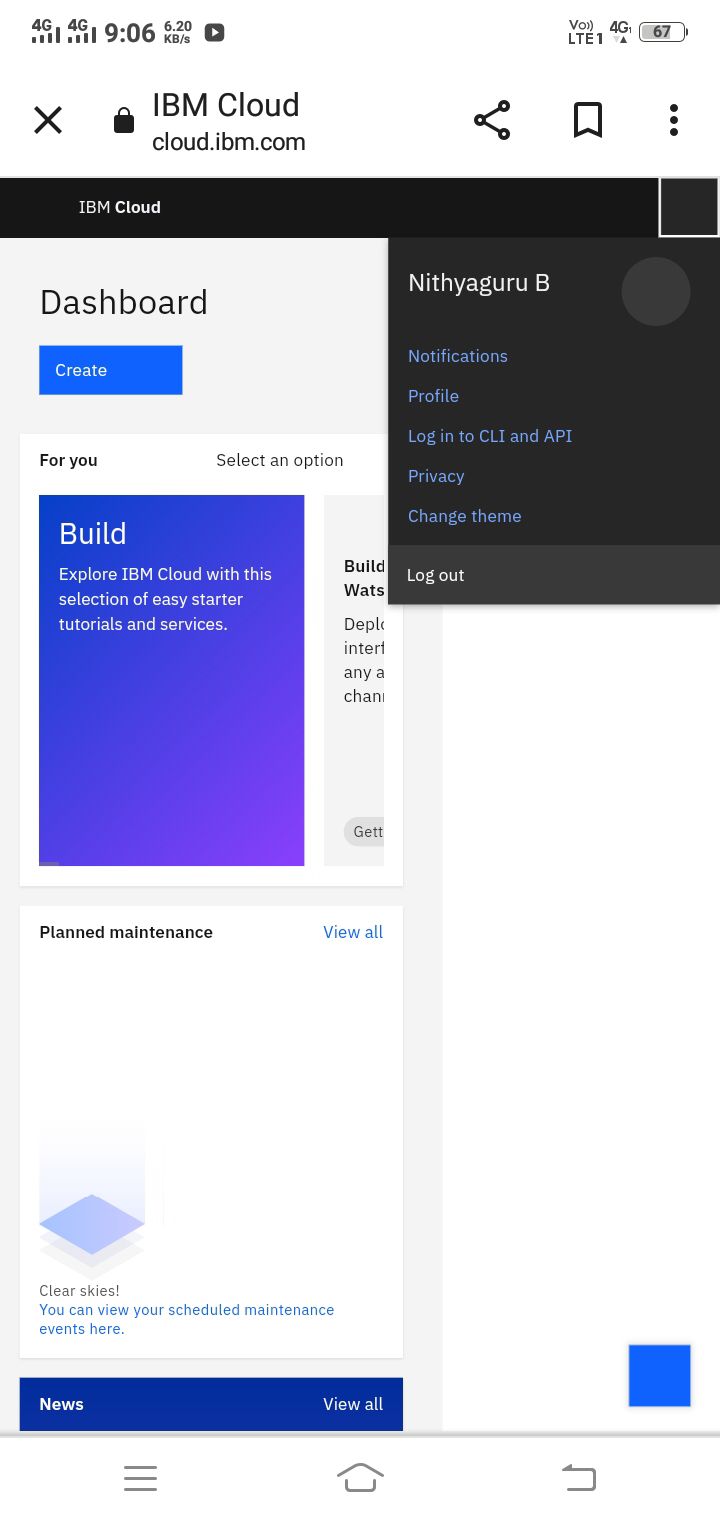 4G 4G 9:06 6.20 KB/s Vo)) LTE 1 4G 67
IBM Cloud
cloud.ibm.com
IBM Cloud
Nithyaguru B
Notifications
Profile
Log in to CLI and API
Privacy
Change theme
Log out
Dashboard
Create
For you Select an option
Build
Explore IBM Cloud with this
selection of easy starter
tutorials and services.
Build
Wats
Deplo
interf
any a
chann
Gett
Planned maintenance View all
Clear skies!
You can view your scheduled maintenance
events here.
News View all